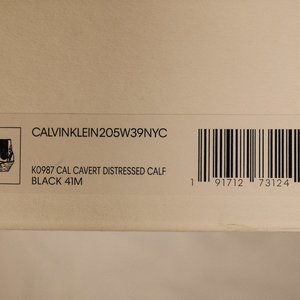 CALVINKLEIN205W39NYC
K0987 CAL CAVERT DISTRESSED CALF
BLACK 41M
1 91712 73124